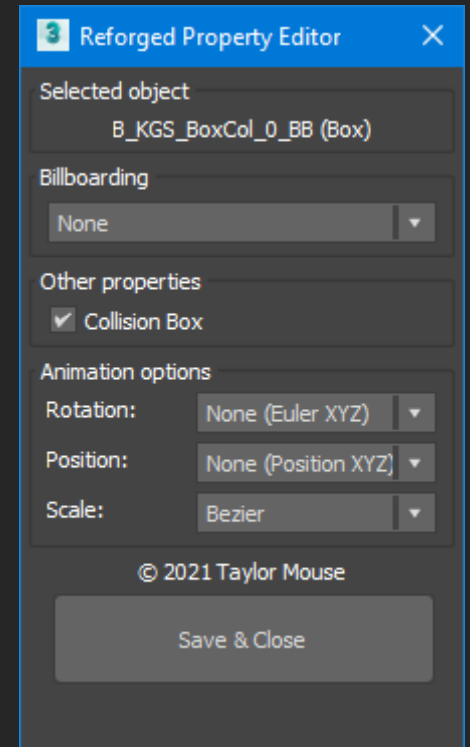 3 Reforged Property Editor
Selected object
B_KGS_BoxCol_0_BB (Box)
Billboarding
None
Other properties
Collision Box
Animation options
Rotation: None (Euler XYZ)
Position: None (Position XYZ)
Scale: Bezier
© 2021 Taylor Mouse
Save & Close